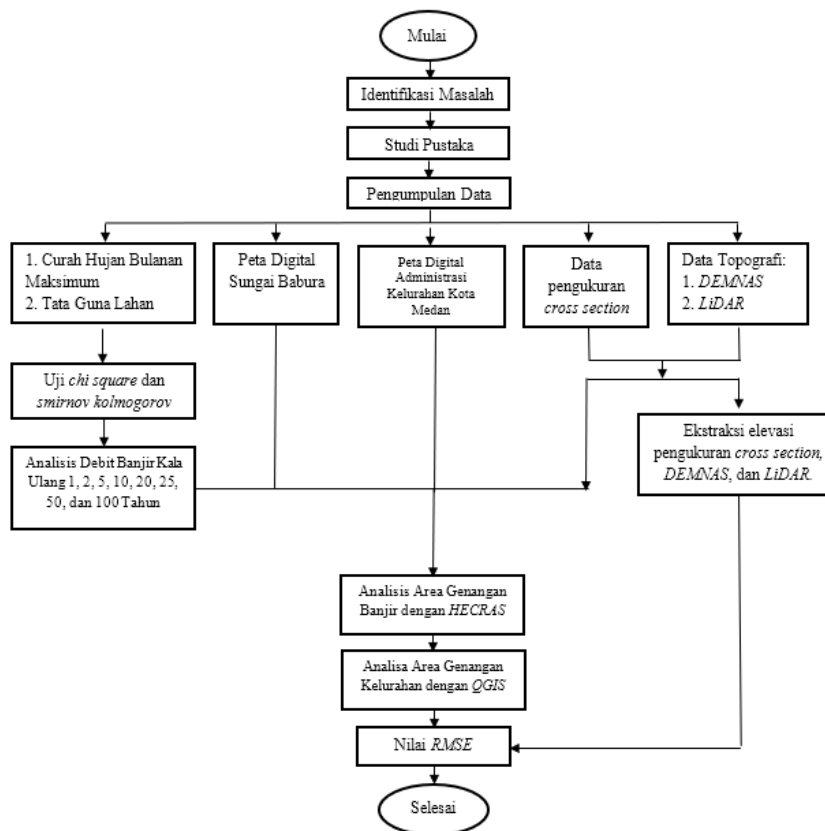 Mulai
Identifikasi Masalah
Studi Pustaka
Pengumpulan Data
1. Curah Hujan Bulanan
Maksimum
2. Tata Guna Lahan
Peta Digital
Sungai Babura
Peta Digital
Administrasi
Kelurahan Kota
Medan
Data
pengukuran
cross section
Data Topografi:
1. DEMNAS
2. LiDAR
Uji chi square dan
smirnov kolmogorov
Analisis Debit Banjir Kala
Ulang 1, 2, 5, 10, 20, 25,
50, dan 100 Tahun
Ekstraksi elevasi
pengukuran cross section,
DEMNAS, dan LiDAR.
Analisis Area Genangan
Banjir dengan HECRAS
Analisa Area Genangan
Kelurahan dengan QGIS
Nilai RMSE
Selesai